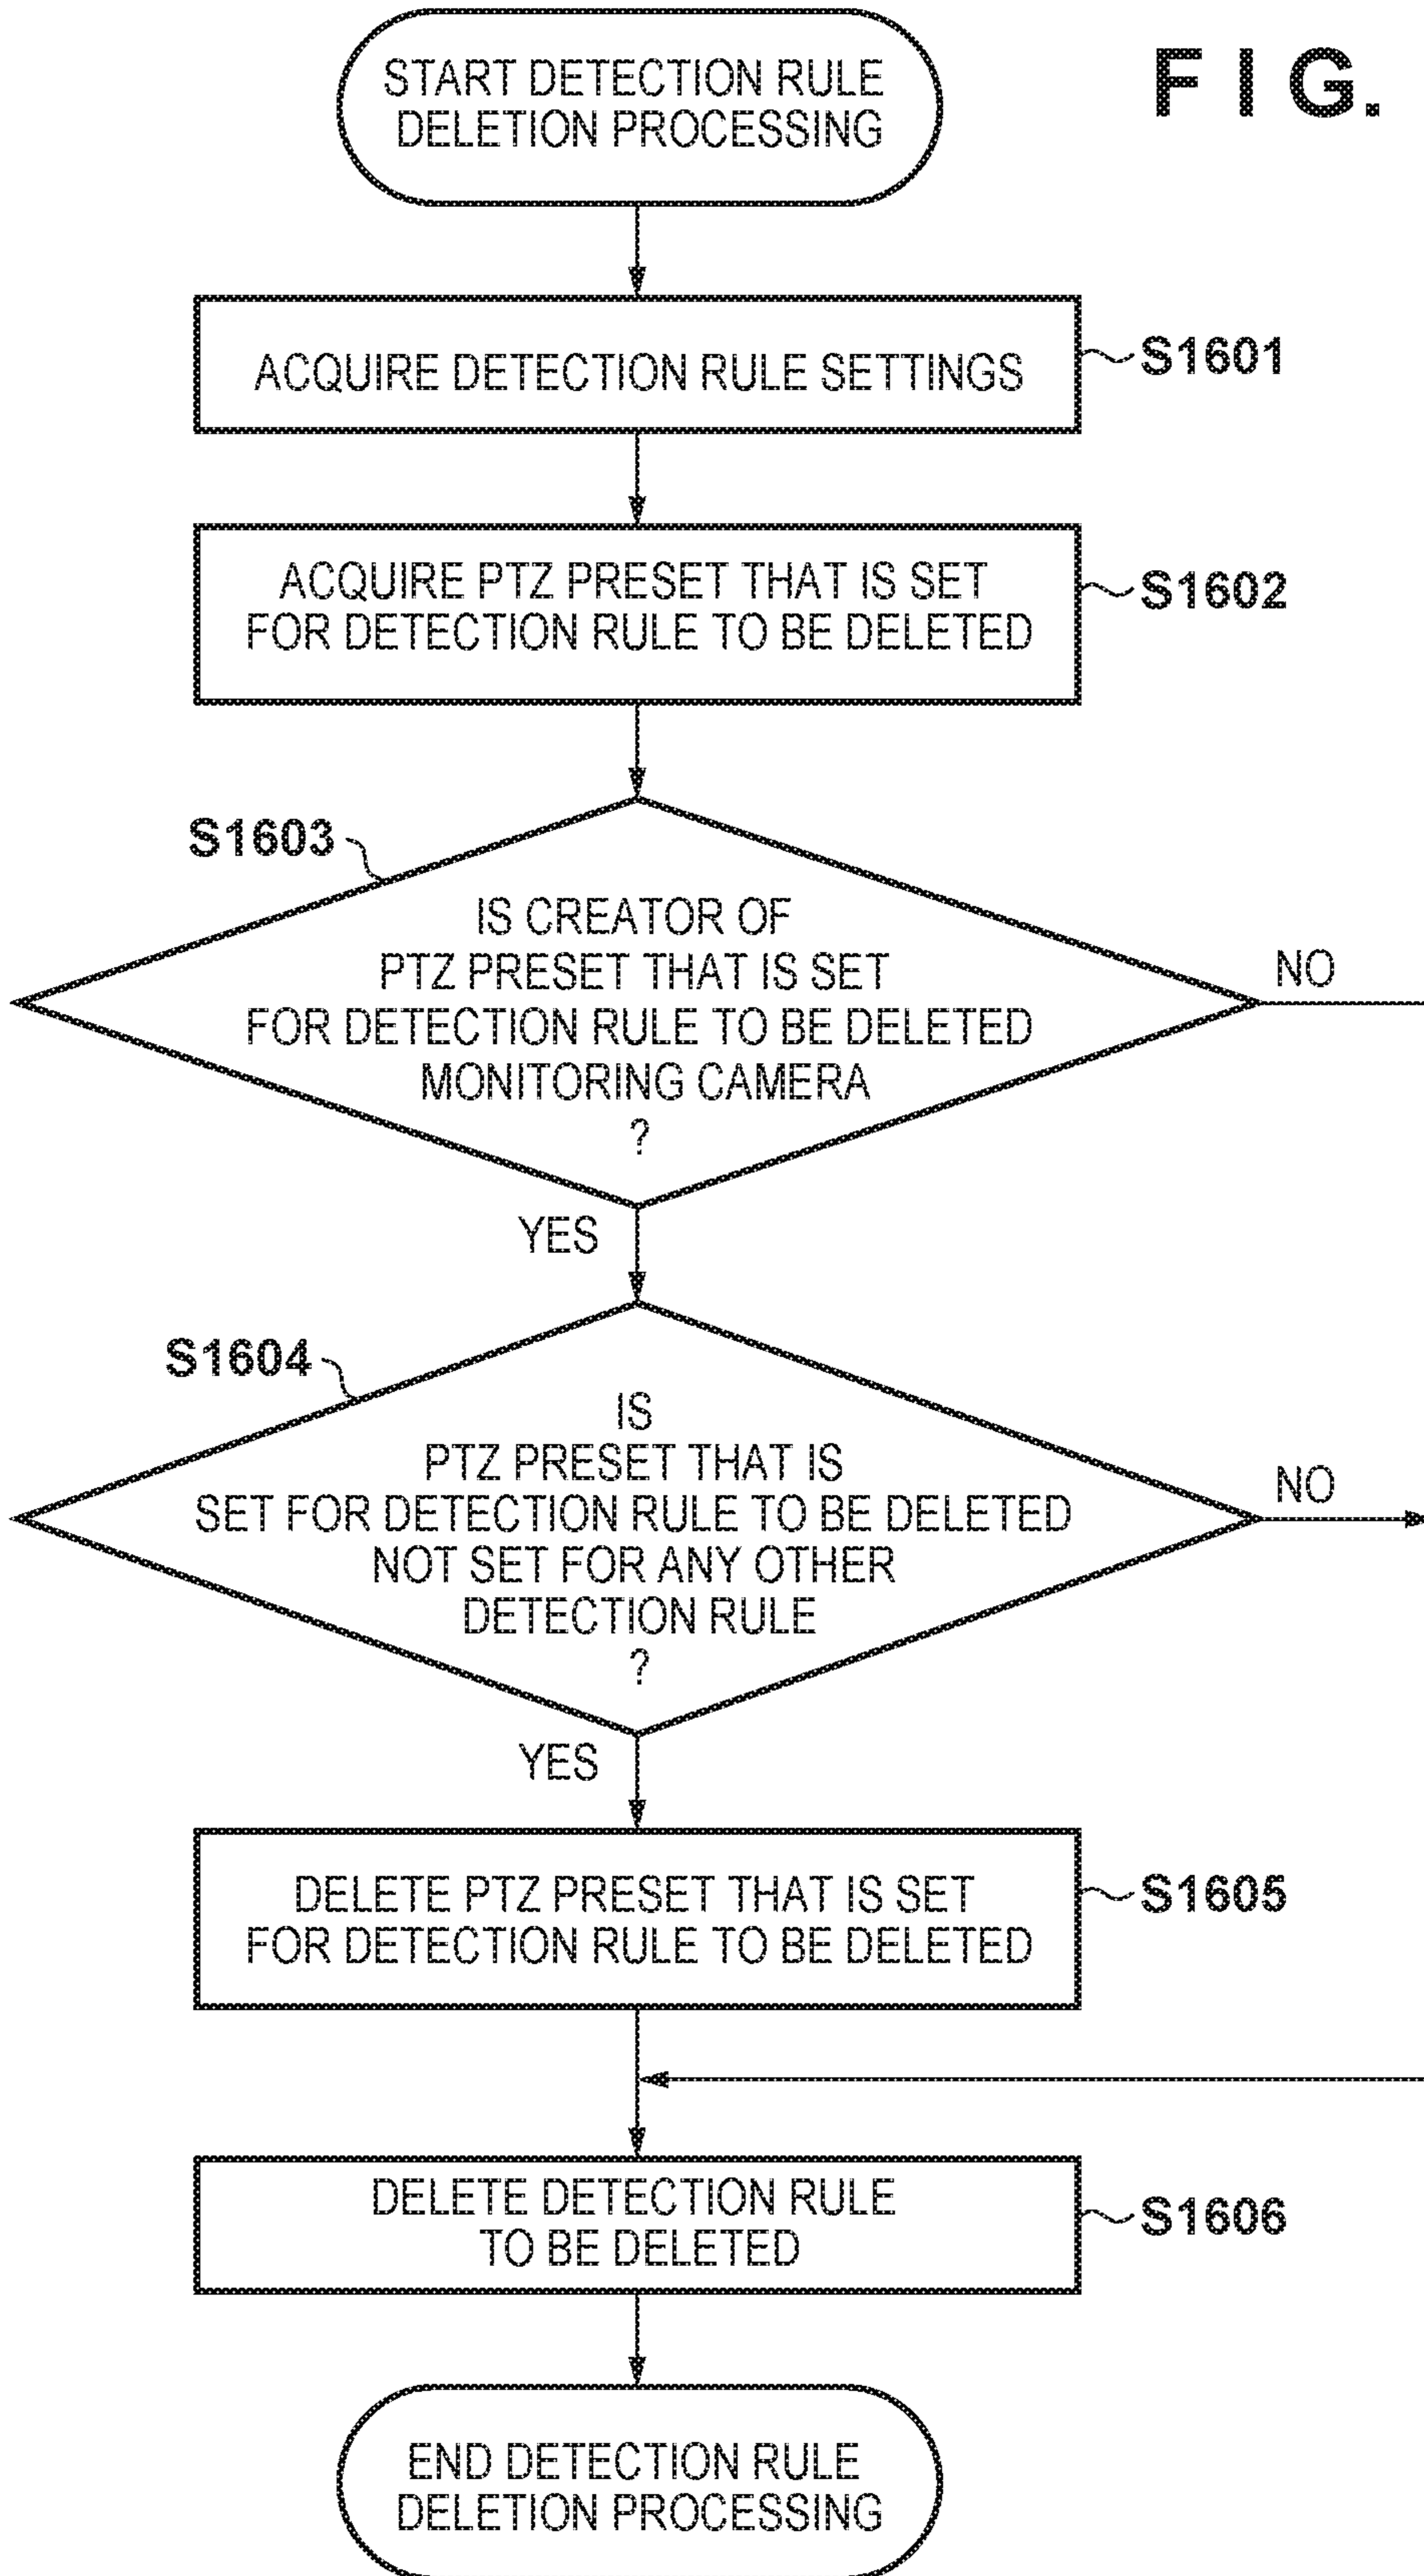 START DETECTION RULE
DELETION PROCESSING
FIG.
ACQUIRE DETECTION RULE SETTINGS
S1601
ACQUIRE PTZ PRESET THAT IS SET
FOR DETECTION RULE TO BE DELETED
S1602
S1603
IS CREATOR OF
PTZ PRESET THAT IS SET
FOR DETECTION RULE TO BE DELETED
MONITORING CAMERA
?
NO
YES
S1604
IS
PTZ PRESET THAT IS
SET FOR DETECTION RULE TO BE DELETED
NOT SET FOR ANY OTHER
DETECTION RULE
?
NO
YES
DELETE PTZ PRESET THAT IS SET
FOR DETECTION RULE TO BE DELETED
S1605
DELETE DETECTION RULE
TO BE DELETED
S1606
END DETECTION RULE
DELETION PROCESSING